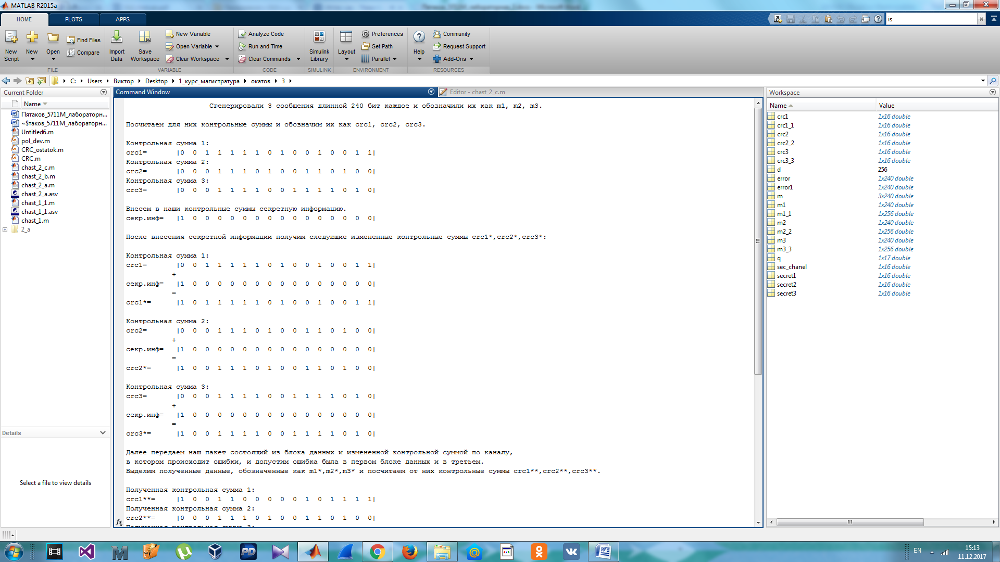 MATLAB R2015a
HOME PLOTS APPS
is
New Script
New
Open
Find Files
Compare
Import Data
Save Workspace
New Variable
Open Variable
Clear Workspace
Analyze Code
Run and Time
Clear Commands
Simulink Library
Layout
Preferences
Set Path
Parallel
Help
Community
Request Support
Add-Ons
FILE VARIABLE CODE SIMULINK ENVIRONMENT RESOURCES
C: Users Виктор Desktop 1_курс_магистратура окатов 3
Current Folder
Name
Пятаков_5711М_лабораторн...
~$таков_5711М_лабораторн...
Untitled6.m
pol_dev.m
CRC_ostatok.m
CRC.m
chast_2_c.m
chast_2_b.m
chast_2_a.m
chast_2_a.asv
chast_1_1.m
chast_1_1.asv
chast_1.m
2_a
Details
Select a file to view details
Command Window
Editor - chast_2_c.m
Сгенерировали 3 сообщения длинной 240 бит каждое и обозначили их как m1, m2, m3.
Посчитаем для них контрольные суммы и обозначим их как crc1, crc2, crc3.
Контрольная сумма 1:
crc1= |0 0 1 1 1 1 1 0 1 0 0 1 0 0 1 1|
Контрольная сумма 2:
crc2= |0 0 0 1 1 1 0 1 0 0 1 1 0 1 0 0|
Контрольная сумма 3:
crc3= |0 0 0 1 1 1 1 0 0 1 1 1 1 0 1 0|
Внесем в наши контрольные суммы секретную информацию.
секр.инф= |1 0 0 0 0 0 0 0 0 0 0 0 0 0 0 0|
После внесения секретной информации получим следующие измененные контрольные суммы crc1*,crc2*,crc3*:
Контрольная сумма 1:
crc1= |0 0 1 1 1 1 1 0 1 0 0 1 0 0 1 1|
+
секр.инф= |1 0 0 0 0 0 0 0 0 0 0 0 0 0 0 0|
=
crc1*= |1 0 1 1 1 1 1 0 1 0 0 1 0 0 1 1|
Контрольная сумма 2:
crc2= |0 0 0 1 1 1 0 1 0 0 1 1 0 1 0 0|
+
секр.инф= |1 0 0 0 0 0 0 0 0 0 0 0 0 0 0 0|
=
crc2*= |1 0 0 1 1 1 0 1 0 0 1 1 0 1 0 0|
Контрольная сумма 3:
crc3= |0 0 0 1 1 1 1 0 0 1 1 1 1 0 1 0|
+
секр.инф= |1 0 0 0 0 0 0 0 0 0 0 0 0 0 0 0|
=
crc3*= |1 0 0 1 1 1 1 0 0 1 1 1 1 0 1 0|
Далее передаем наш пакет состоящий из блока данных и измененной контрольной суммой по каналу,
в котором происходит ошибки, и допустим ошибка была в первом блоке данных и в третьем.
Выделим полученные данные, обозначенные как m1*,m2*,m3* и посчитаем от них контрольные суммы crc1**,crc2**,crc3**.
Полученная контрольная сумма 1:
crc1**= |1 0 0 1 1 0 0 0 0 0 1 0 1 1 1 1|
Полученная контрольная сумма 2:
crc2**= |0 0 0 1 1 1 0 1 0 0 1 1 0 1 0 0|
Полученная контрольная сумма 3:
fx
Workspace
Name Value
crc1 1x16 double
crc1_1 1x16 double
crc2 1x16 double
crc2_2 1x16 double
crc3 1x16 double
crc3_3 1x16 double
d 256
error 1x240 double
error1 1x240 double
m 3x240 double
m1 1x240 double
m1_1 1x256 double
m2 1x240 double
m2_2 1x256 double
m3 1x240 double
m3_3 1x256 double
q 1x17 double
sec_chanel 1x16 double
secret1 1x16 double
secret2 1x16 double
secret3 1x16 double
EN
15:13
11.12.2017